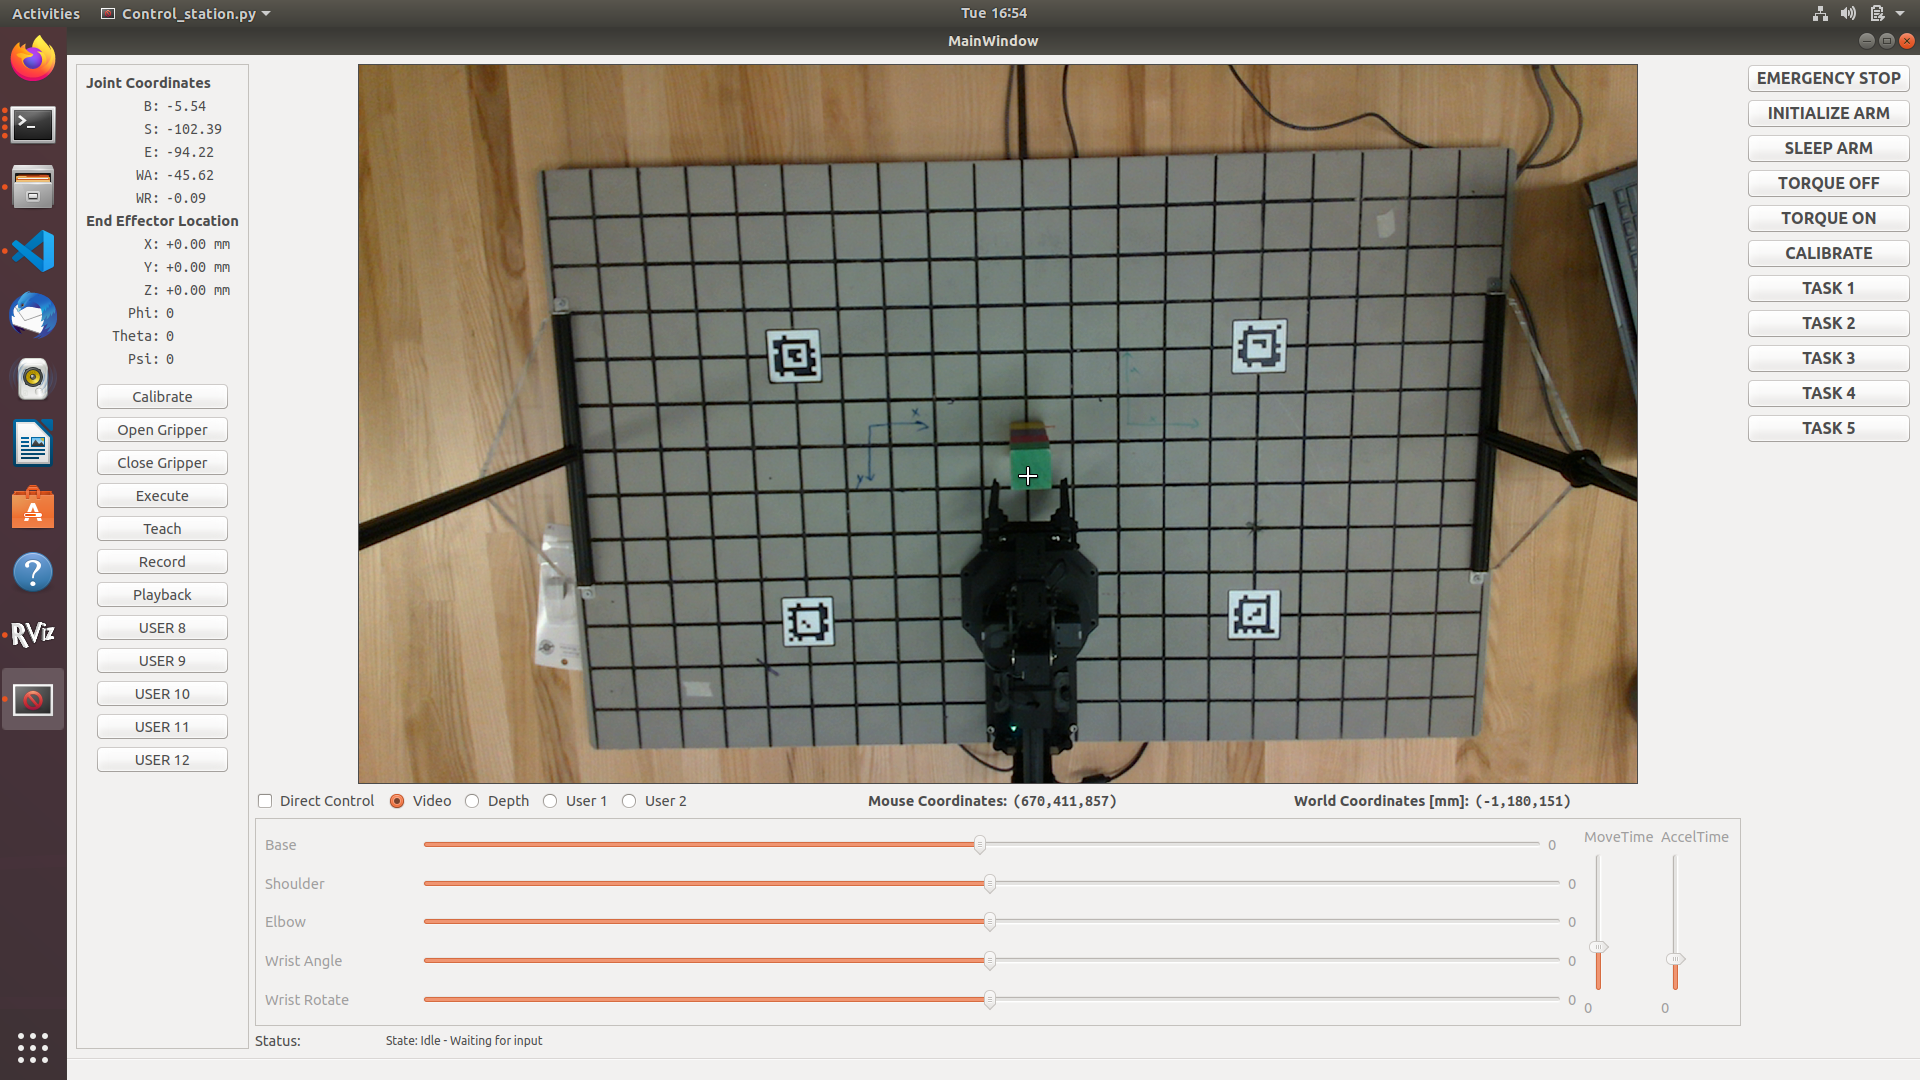 Activities Control_station.py Tue 16:54
MainWindow
Joint Coordinates
B: -5.54
S: -102.39
E: -94.22
WA: -45.62
WR: -0.09
End Effector Location
X: +0.00 mm
Y: +0.00 mm
Z: +0.00 mm
Phi: 0
Theta: 0
Psi: 0
Calibrate
Open Gripper
Close Gripper
Execute
Teach
Record
Playback
USER 8
USER 9
USER 10
USER 11
USER 12
RViz
x
y
EMERGENCY STOP
INITIALIZE ARM
SLEEP ARM
TORQUE OFF
TORQUE ON
CALIBRATE
TASK 1
TASK 2
TASK 3
TASK 4
TASK 5
Direct Control Video Depth User 1 User 2 Mouse Coordinates: (670,411,857) World Coordinates [mm]: (-1,180,151)
MoveTime AccelTime
Base 0
Shoulder 0
Elbow 0
Wrist Angle 0
Wrist Rotate 0 0 0
Status: State: Idle - Waiting for input